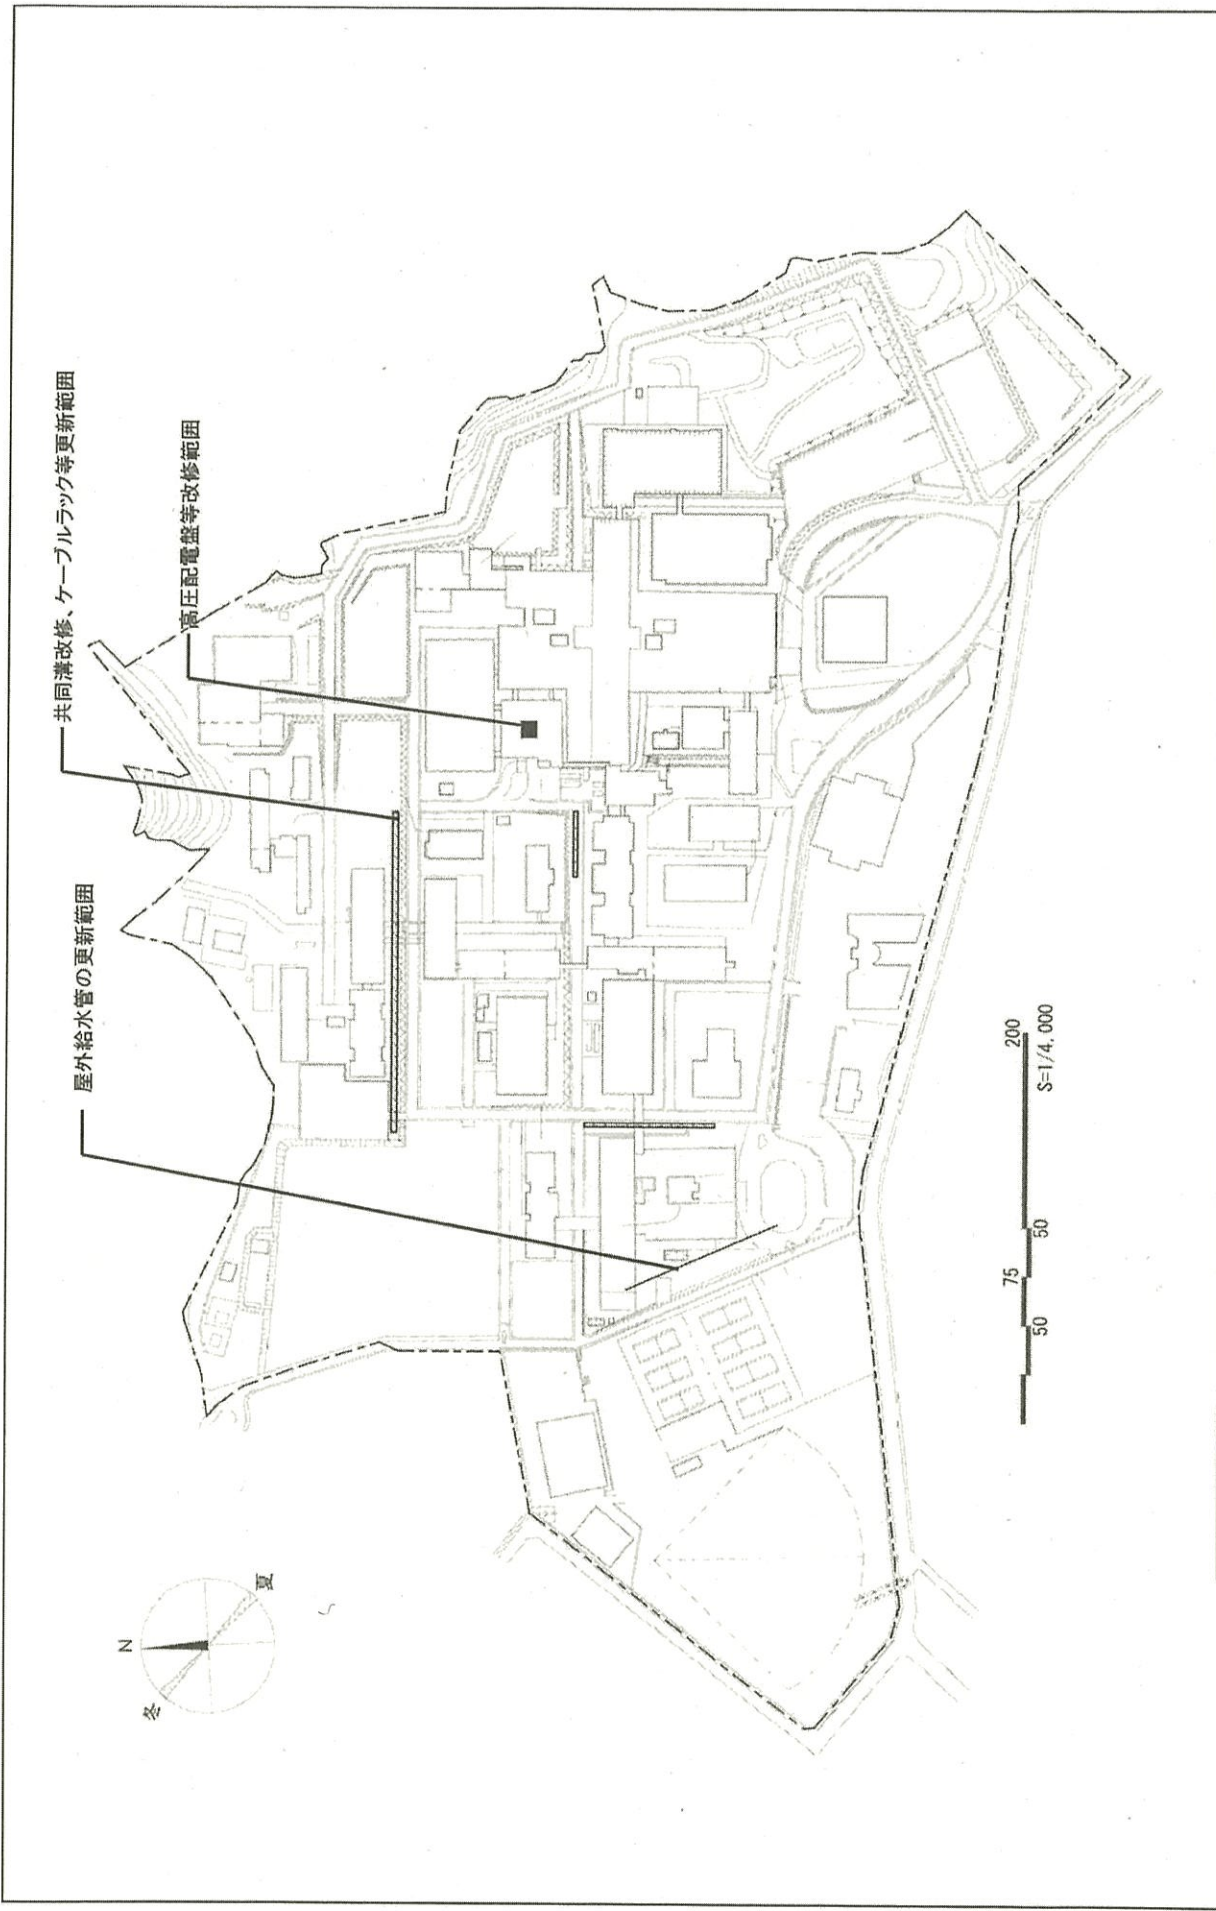 共同溝改修、ケーブルラック等更新範囲
高圧配電盤等改修範囲
屋外給水管の更新範囲
N
冬
夏
50
75
50
200
S=1/4,000